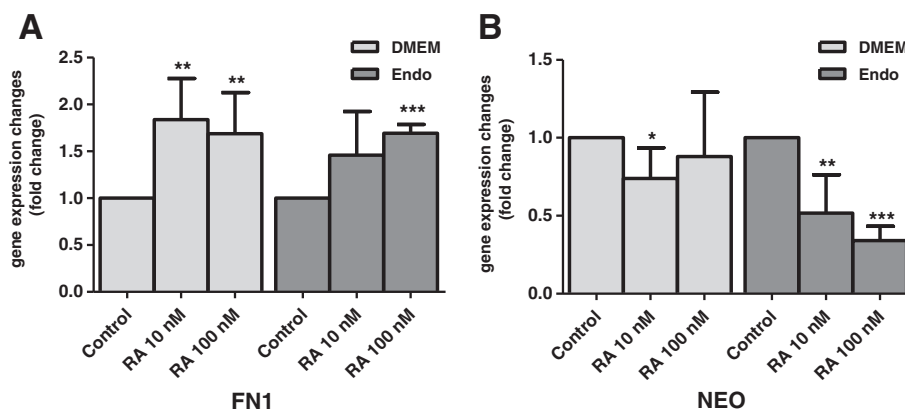 A
DMEM
Endo
gene expression changes
(fold change)
2.5
2.0
1.5
1.0
0.5
0.0
**
**
***
Control
RA 10 nM
RA 100 nM
Control
RA 10 nM
RA 100 nM
FN1
B
DMEM
Endo
gene expression changes
(fold change)
1.5
1.0
0.5
0.0
*
**
***
Control
RA 10 nM
RA 100 nM
Control
RA 10 nM
RA 100 nM
NEO